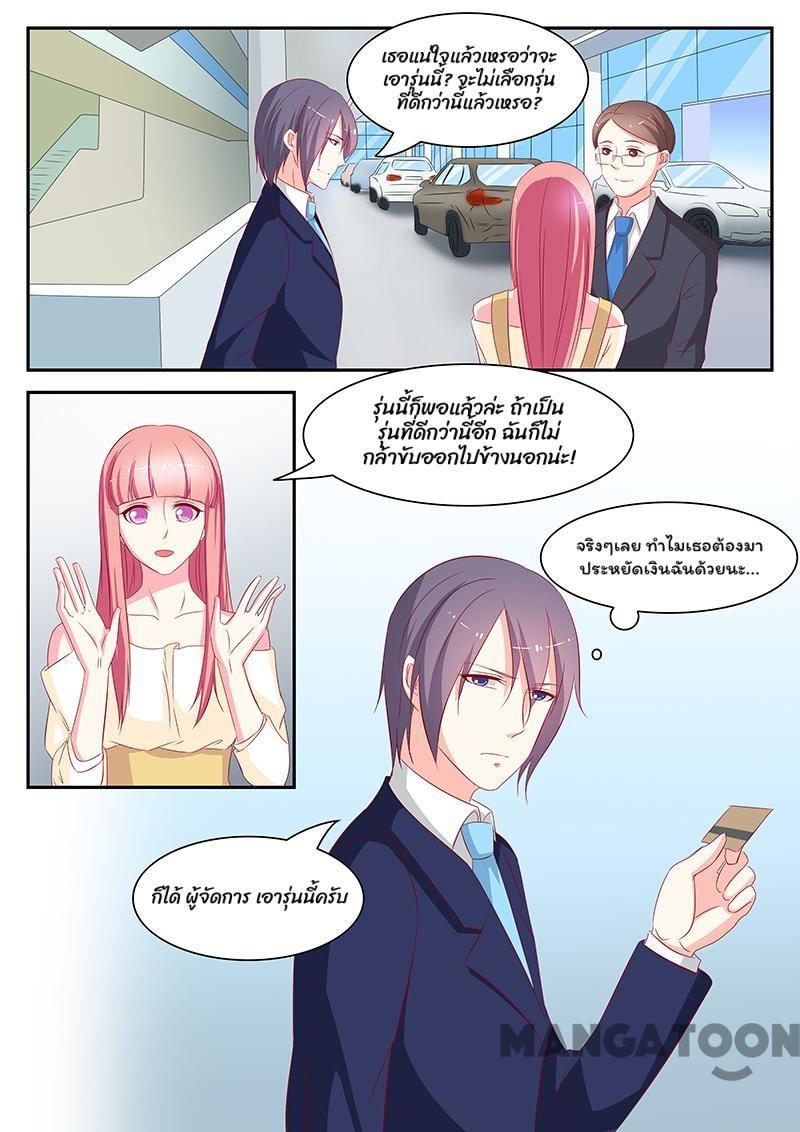 เธอแน่ใจแล้วเหรอว่าจะ
เอารุ่นนี้? จะไม่เลือกรุ่น
ที่ดีกว่านี้แล้วเหรอ?
รุ่นนี้ก็พอแล้วล่ะ ถ้าเป็น
รุ่นที่ดีกว่านี้อีก ฉันก็ไม่
กล้าขับออกไปข้างนอกน่ะ!
จริงๆเลย ทำไมเธอต้องมา
ประหยัดเงินฉันด้วยนะ...
ก็ได้ ผู้จัดการ เอารุ่นนี้ครับ
MANGATOON